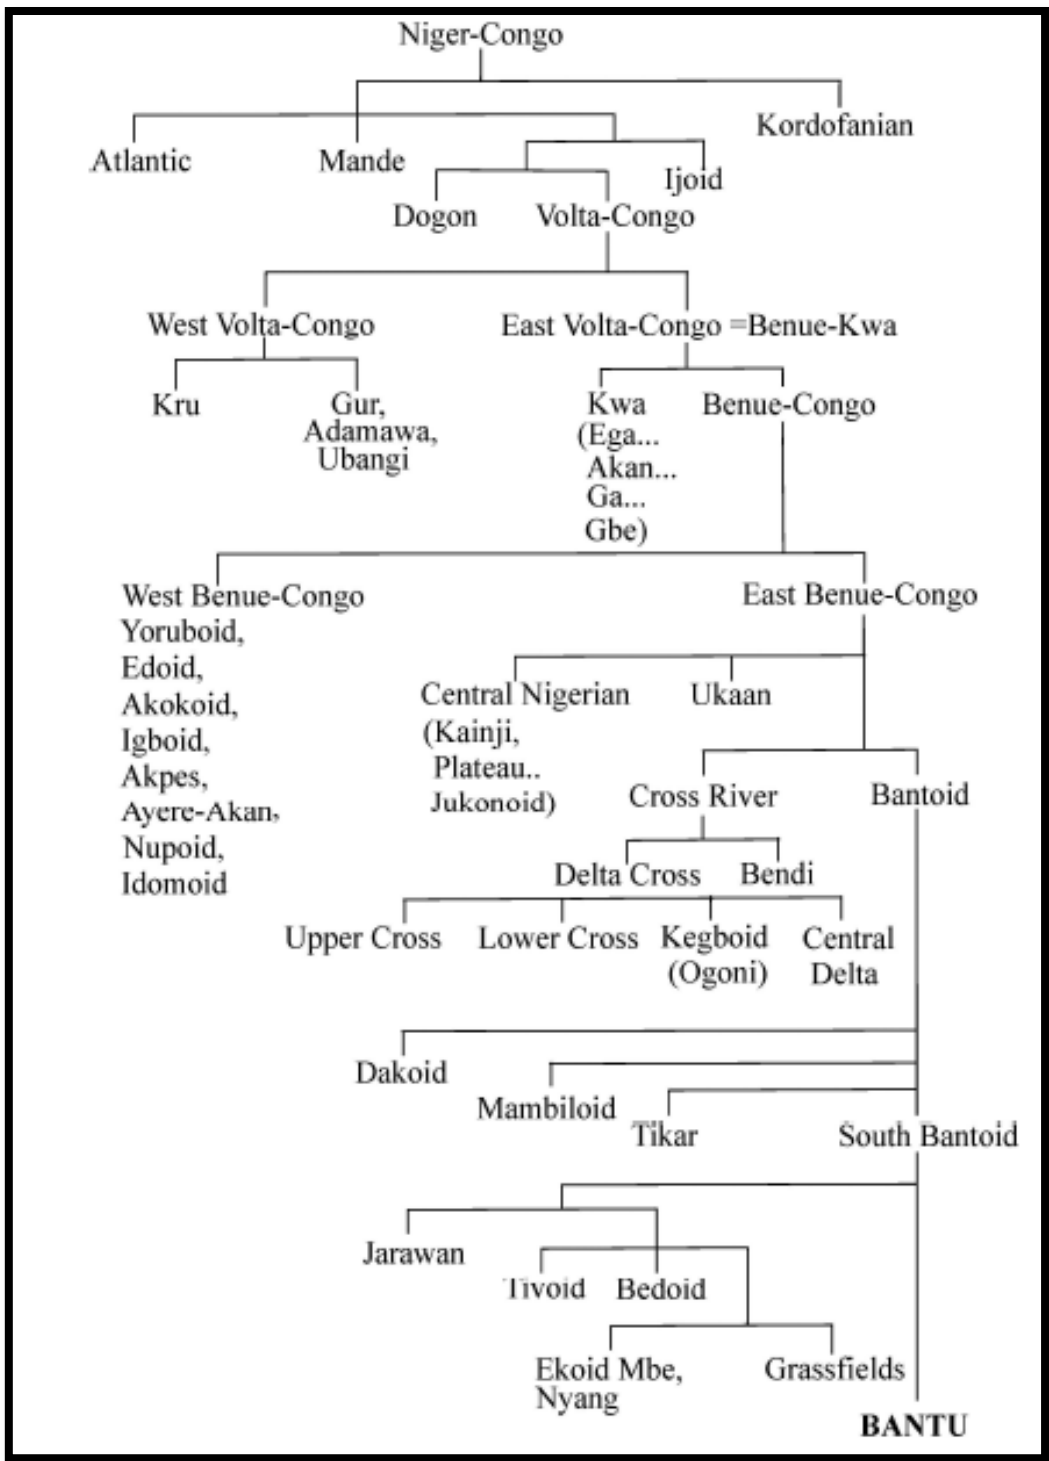 Niger-Congo
Kordofanian
Atlantic
Mande
Ijoid
Dogon
Volta-Congo
West Volta-Congo
East Volta-Congo =Benue-Kwa
Kru
Gur,
Adamawa,
Ubangi
Kwa
(Ega...
Akan...
Ga...
Gbe)
Benue-Congo
West Benue-Congo
Yoruboid,
Edoid,
Akokoid,
Igboid,
Akpes,
Ayere-Akan,
Nupoid,
Idomoid
East Benue-Congo
Central Nigerian
(Kainji,
Plateau..
Jukonoid)
Ukaan
Cross River
Bantoid
Delta Cross
Bendi
Upper Cross
Lower Cross
Kegboid
(Ogoni)
Central
Delta
Dakoid
Mambiloid
Tikar
South Bantoid
Jarawan
Tivoid
Bedoid
Ekoid Mbe,
Nyang
Grassfields
BANTU